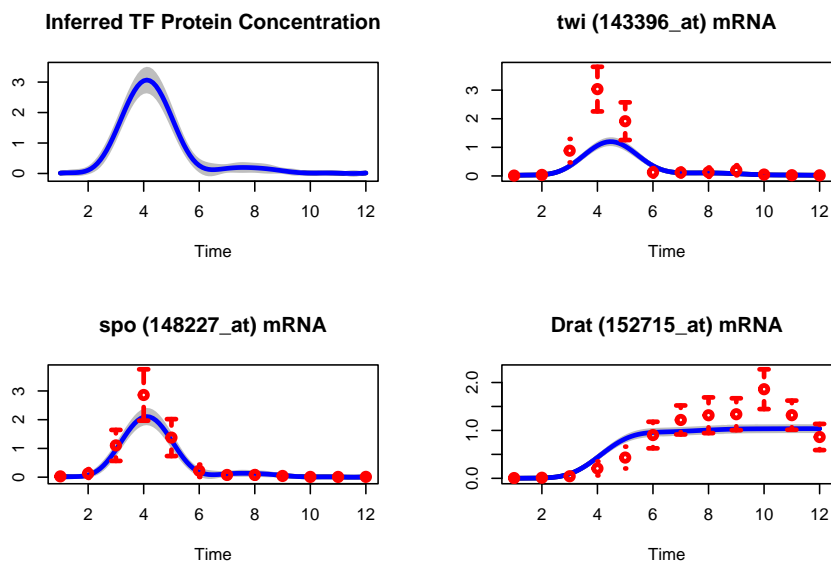 Inferred TF Protein Concentration
3
2
1
0
2 4 6 8 10 12
Time
twi (143396_at) mRNA
3
2
1
0
2 4 6 8 10 12
Time
spo (148227_at) mRNA
3
2
1
0
2 4 6 8 10 12
Time
Drat (152715_at) mRNA
2.0
1.0
0.0
2 4 6 8 10 12
Time